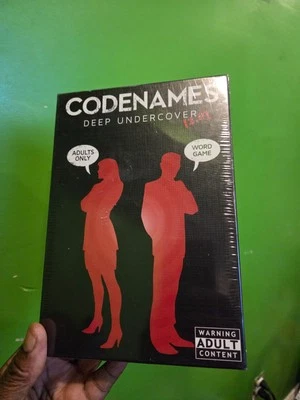 CODENAMES
DEEP UNDERCOVER
ADULTS
ONLY
WORD
GAME
WARNING
ADULT
CONTENT